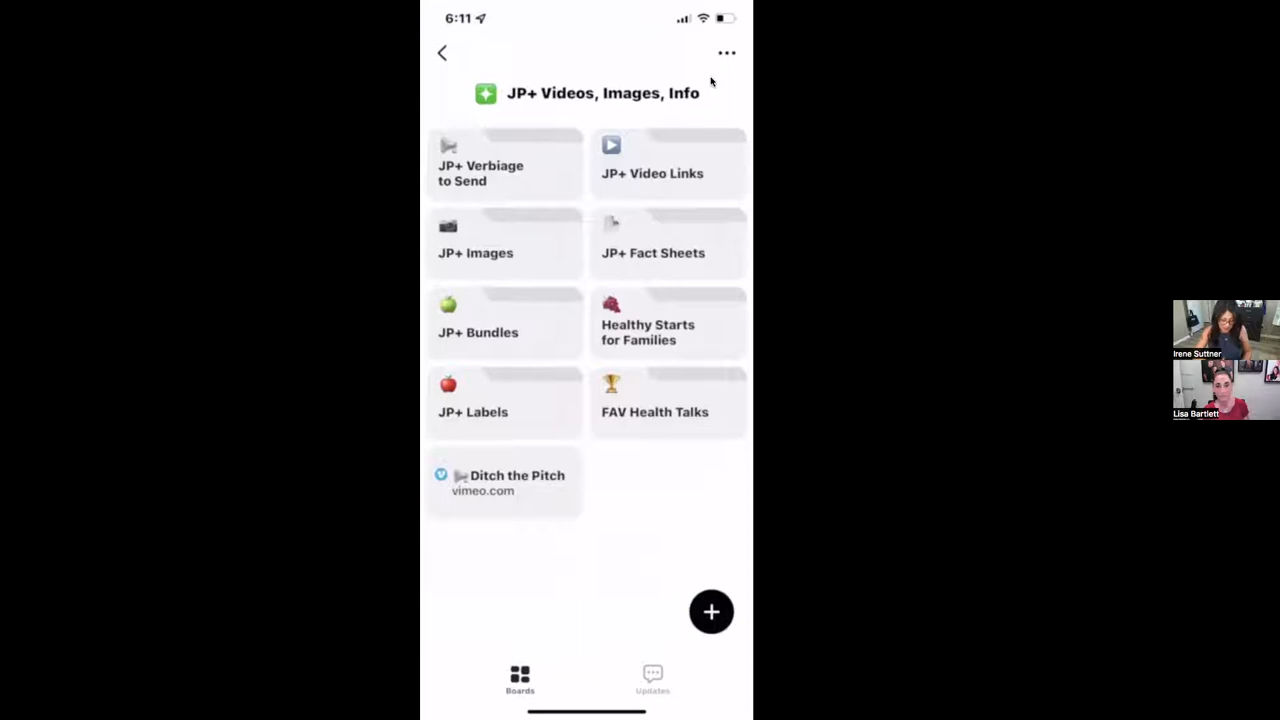 6:11
JP+ Videos, Images, Info
JP+ Verbiage
to Send
JP+ Video Links
JP+ Images
JP+ Fact Sheets
JP+ Bundles
Healthy Starts
for Families
JP+ Labels
FAV Health Talks
Ditch the Pitch
vimeo.com
Boards
Updates
Irene Suttner
Lisa Bartlett